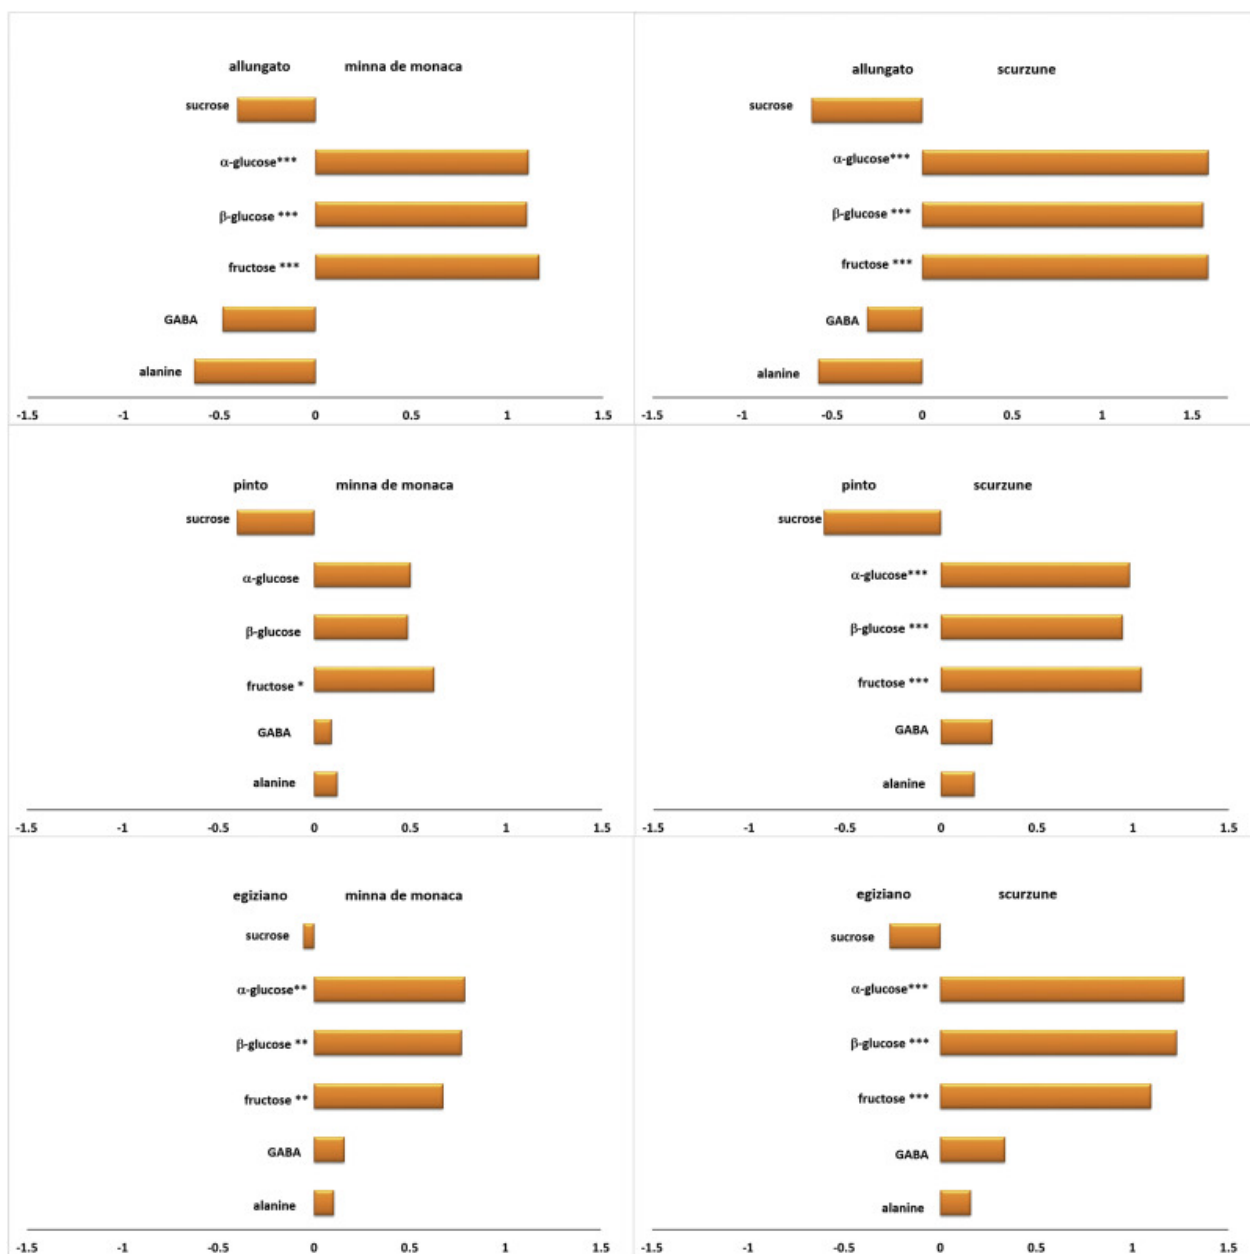 allungato minna de monaca
sucrose
α-glucose***
β-glucose ***
fructose ***
GABA
alanine
-1.5 -1 -0.5 0 0.5 1 1.5
allungato scurzune
sucrose
α-glucose***
β-glucose ***
fructose ***
GABA
alanine
-1.5 -1 -0.5 0 0.5 1 1.5
pinto minna de monaca
sucrose
α-glucose
β-glucose
fructose *
GABA
alanine
-1.5 -1 -0.5 0 0.5 1 1.5
pinto scurzune
sucrose
α-glucose***
β-glucose ***
fructose ***
GABA
alanine
-1.5 -1 -0.5 0 0.5 1 1.5
egiziano minna de monaca
sucrose
α-glucose**
β-glucose **
fructose **
GABA
alanine
-1.5 -1 -0.5 0 0.5 1 1.5
egiziano scurzune
sucrose
α-glucose***
β-glucose ***
fructose ***
GABA
alanine
-1.5 -1 -0.5 0 0.5 1 1.5